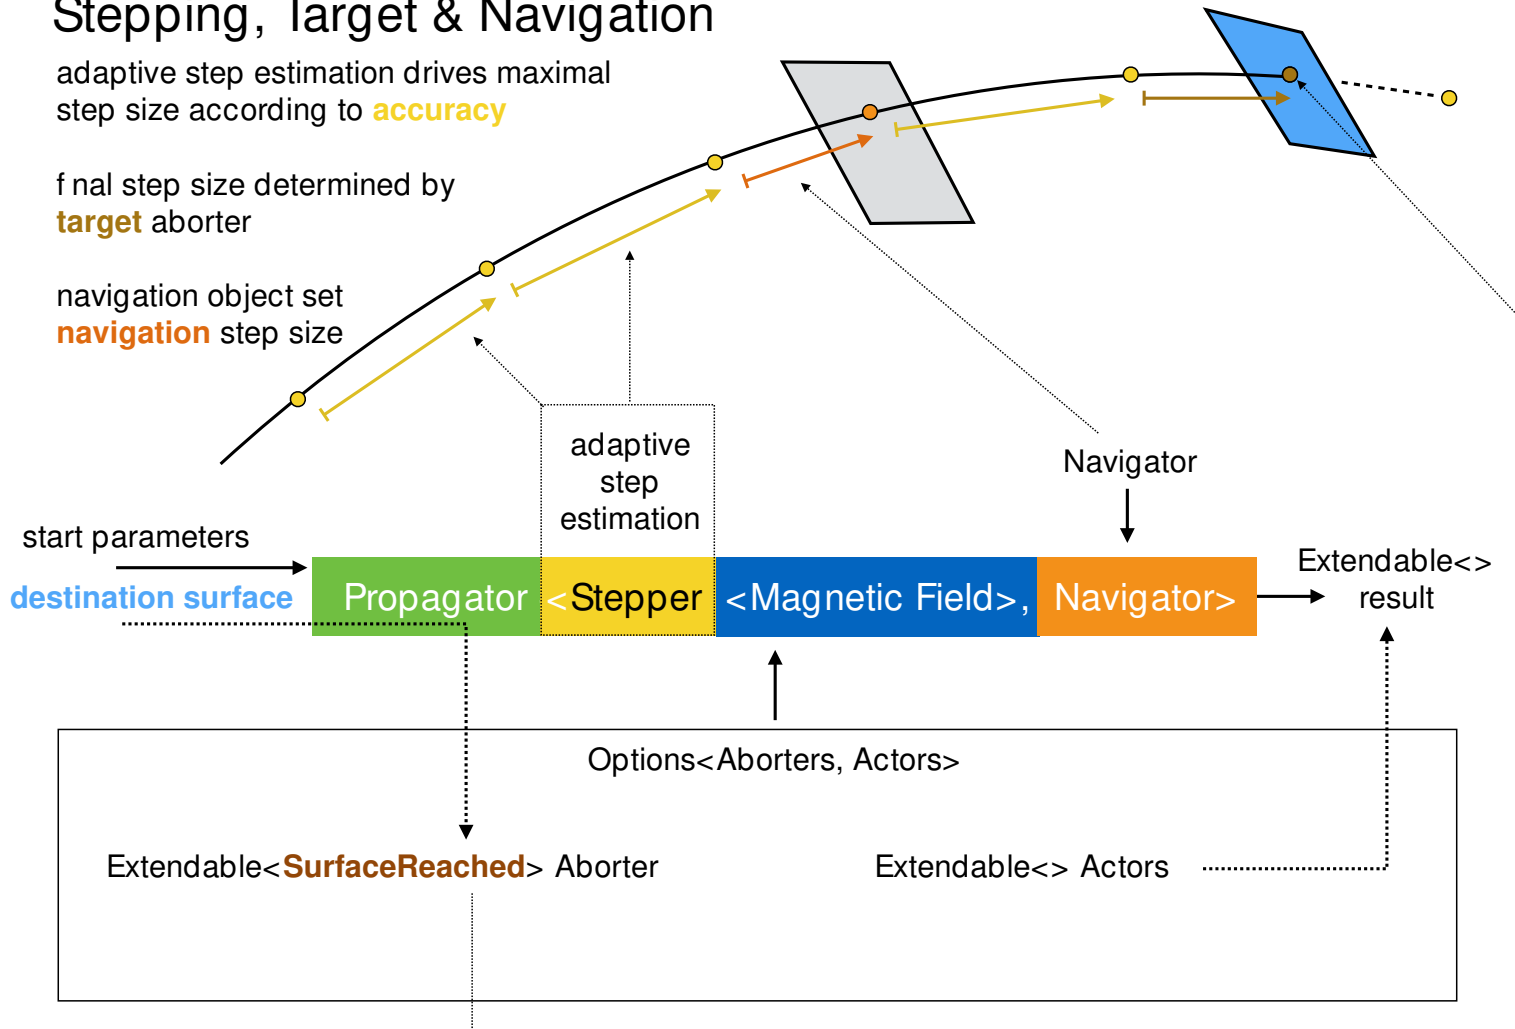 Stepping, Target & Navigation
adaptive step estimation drives maximal
step size according to accuracy
f nal step size determined by
target aborter
navigation object set
navigation step size
adaptive
step
estimation
Navigator
start parameters
destination surface
Propagator <Stepper <Magnetic Field>, Navigator>
Extendable<>
result
Options<Aborters, Actors>
Extendable<SurfaceReached> Aborter
Extendable<> Actors